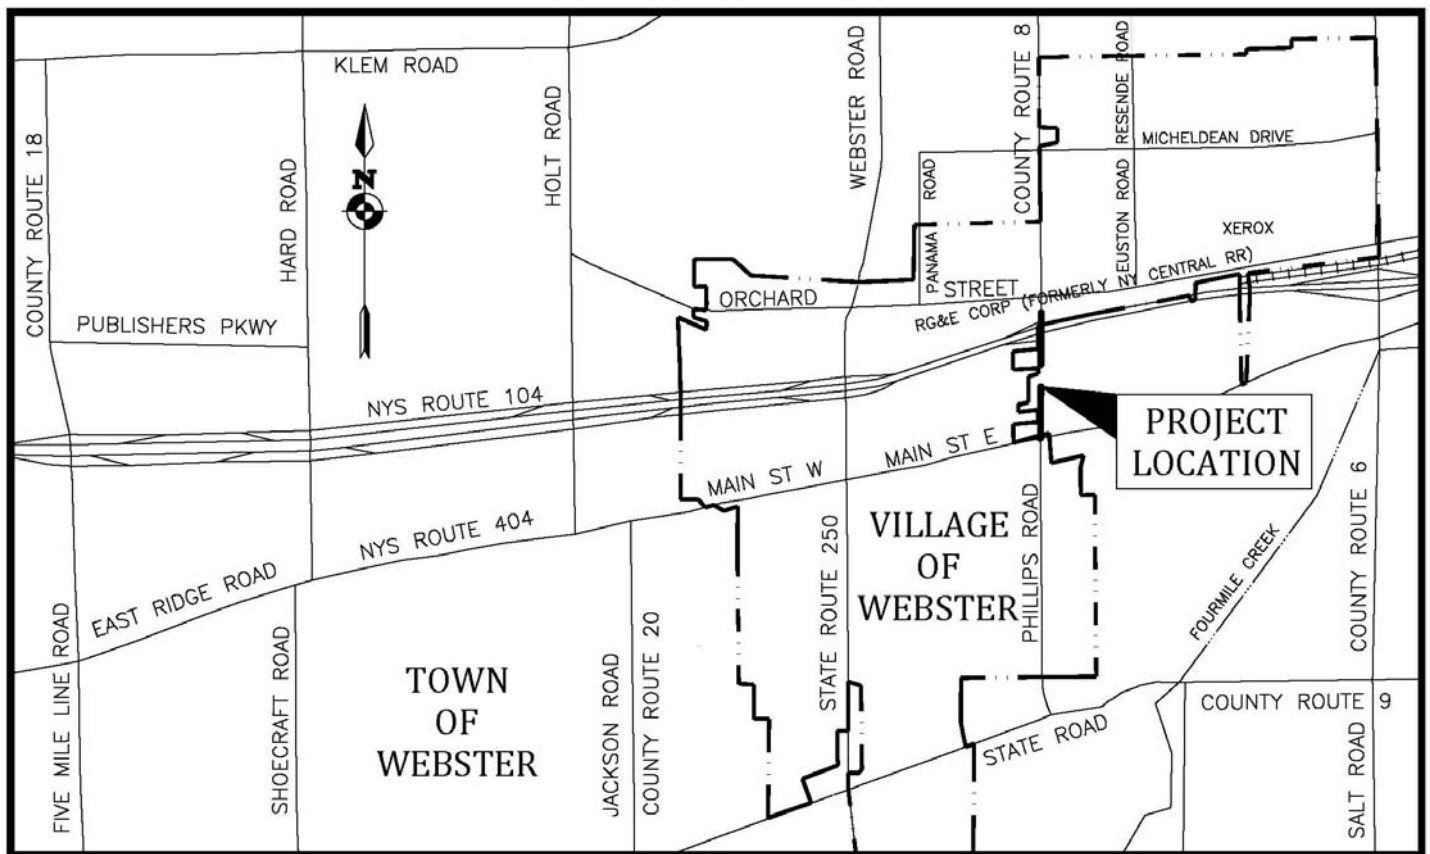 KLEM ROAD
COUNTY ROUTE 18
HARD ROAD
N
HOLT ROAD
WEBSTER ROAD
COUNTY ROUTE 8
EUSTON ROAD RESENDE ROAD
MICHELDEAN DRIVE
PANAMA ROAD
XEROX
ORCHARD STREET
RG&E CORP (FORMERLY NY CENTRAL RR)
PUBLISHERS PKWY
NYS ROUTE 104
PROJECT
LOCATION
MAIN ST W
MAIN ST E
NYS ROUTE 404
EAST RIDGE ROAD
VILLAGE
OF
WEBSTER
STATE ROUTE 250
PHILLIPS ROAD
FOURMILE CREEK
COUNTY ROUTE 6
FIVE MILE LINE ROAD
SHOECRAFT ROAD
TOWN
OF
WEBSTER
JACKSON ROAD
COUNTY ROUTE 20
STATE ROAD
COUNTY ROUTE 9
SALT ROAD